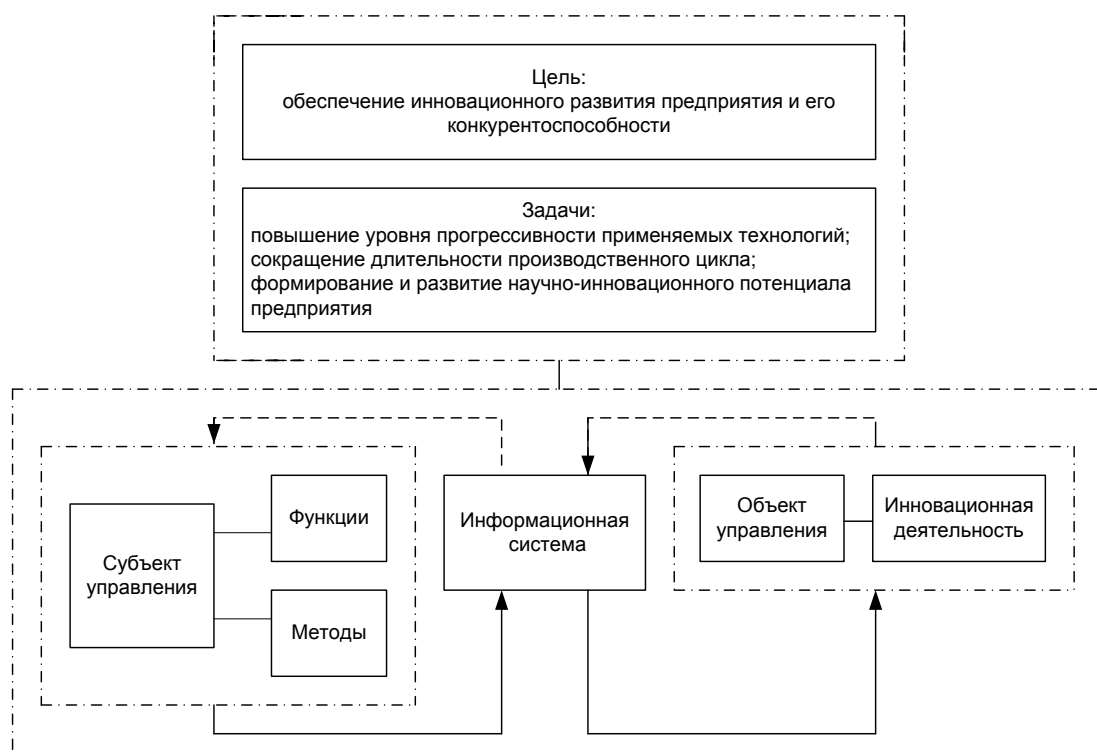 Цель:
обеспечение инновационного развития предприятия и его
конкурентоспособности
Задачи:
повышение уровня прогрессивности применяемых технологий;
сокращение длительности производственного цикла;
формирование и развитие научно-инновационного потенциала
предприятия
Субъект
управления
Функции
Методы
Информационная
система
Объект
управления
Инновационная
деятельность